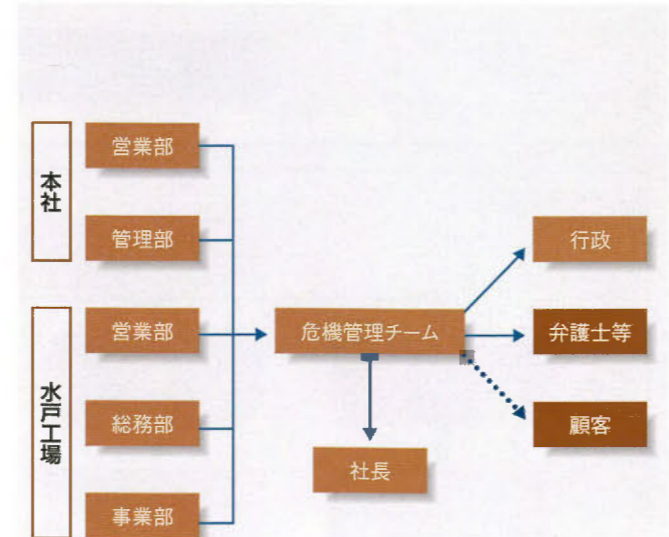 本社
営業部
管理部
水戸工場
営業部
総務部
事業部
危機管理チーム
社長
行政
弁護士等
顧客